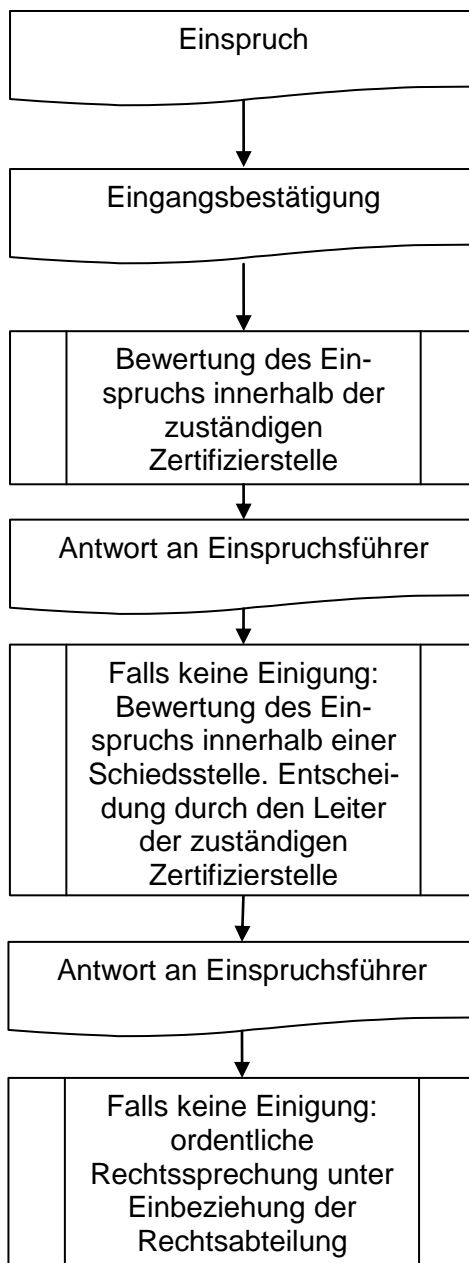 Einspruch
Eingangsbestätigung
Bewertung des Ein-
spruchs innerhalb der
zuständigen
Zertifizierstelle
Antwort an Einspruchsführer
Falls keine Einigung:
Bewertung des Ein-
spruchs innerhalb einer
Schiedsstelle. Entschei-
dung durch den Leiter
der zuständigen
Zertifizierstelle
Antwort an Einspruchsführer
Falls keine Einigung:
ordentliche
Rechtssprechung unter
Einbeziehung der
Rechtsabteilung